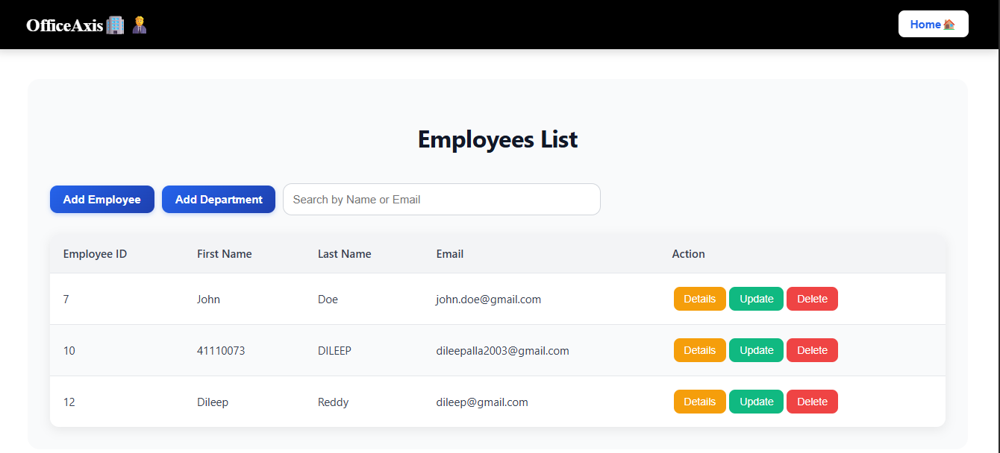 OfficeAxis🏢 🤵 Home🏠
Employees List
Add Employee Add Department Search by Name or Email
Employee ID First Name Last Name Email Action
7 John Doe john.doe@gmail.com Details Update Delete
10 41110073 DILEEP dileepalla2003@gmail.com Details Update Delete
12 Dileep Reddy dileep@gmail.com Details Update Delete